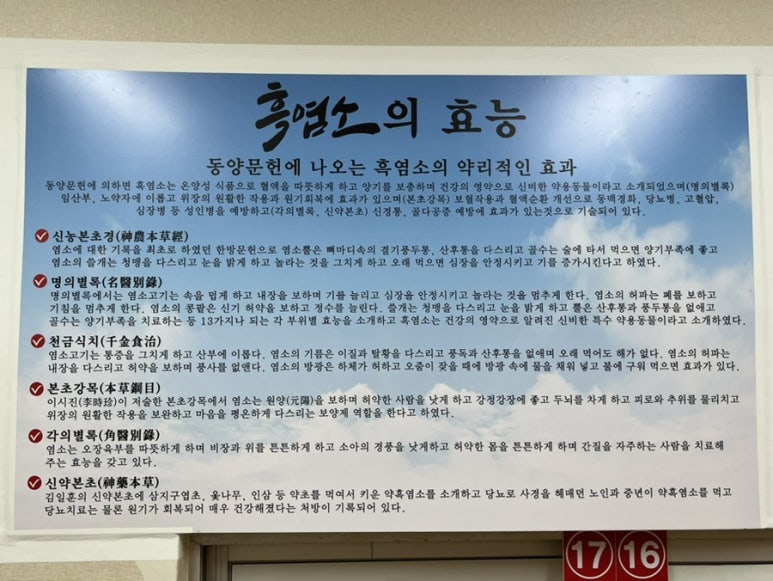 흑염소의 효능
동양문헌에 나오는 흑염소의 약리적인 효과
동양문헌에 의하면 흑염소는 온양성 식품으로 혈액을 따뜻하게 하고 양기를 보충하며 건강의 영약으로 신비한 약용동물이라고 소개되었으며(명의별록)
임산부, 노약자에 이롭고 위장의 원활한 작용과 원기회복에 효과가 있으며(본초강목) 보혈작용과 혈액순환 개선으로 동맥경화, 당뇨병, 고혈압,
심장병 등 성인병을 예방하고(각의별록, 신약본초) 신경통, 골다공증 예방에 효과가 있는것으로 기술되어 있다.
신농본초경(神農本草經)
염소에 대한 기록을 최초로 하였던 한방문헌으로 염소뿔은 뼈마디속의 결기풍두통, 산후통을 다스리고 골수는 술에 타서 먹으면 양기부족에 좋고
염소의 쓸개는 청맹을 다스리고 눈을 밝게 하고 놀라는 것을 그치게 하고 오래 먹으면 심장을 안정시키고 기를 증가시킨다고 하였다.
명의별록(名醫別錄)
명의별록에서는 염소고기는 속을 덥게 하고 내장을 보하며 기를 늘리고 심장을 안정시키고 놀라는 것을 멈추게 한다. 염소의 허파는 폐를 보하고
기침을 멈추게 한다. 염소의 콩팥은 신기 허약을 보하고 정수를 늘린다. 쓸개는 청맹을 다스리고 눈을 밝게 하고 뿔은 산후통과 풍두통을 없애고
골수는 양기부족을 치료하는 등 13가지나 되는 각 부위별 효능을 소개하고 흑염소는 건강의 영약으로 알려진 신비한 특수 약용동물이라고 소개하였다.
천금식치(千金食治)
염소고기는 통증을 그치게 하고 산부에 이롭다. 염소의 기름은 이질과 탈황을 다스리고 풍독과 산후통을 없애며 오래 먹어도 해가 없다. 염소의 허파는
내장을 다스리고 허약을 보하며 풍사를 없앤다. 염소의 방광은 하체가 허하고 오줌이 잦을 때에 방광 속에 물을 채워 넣고 불에 구워 먹으면 효과가 있다.
본초강목(本草綱目)
이시진(李時珍)이 저술한 본초강목에서 염소는 원양(元陽)을 보하며 허약한 사람을 낫게 하고 강정강장에 좋고 두뇌를 차게 하고 피로와 추위를 물리치고
위장의 원활한 작용을 보완하고 마음을 평온하게 다스리는 보양제 역할을 한다고 하였다.
각의별록(角醫別錄)
염소는 오장육부를 따뜻하게 하며 비장과 위를 튼튼하게 하고 소아의 경풍을 낫게하고 허약한 몸을 튼튼하게 하며 간질을 자주하는 사람을 치료해
주는 효능을 갖고 있다.
신약본초(神藥本草)
김일훈의 신약본초에 삼지구엽초, 옻나무, 인삼 등 약초를 먹여서 키운 약흑염소를 소개하고 당뇨로 사경을 헤매던 노인과 중년이 약흑염소를 먹고
당뇨치료는 물론 원기가 회복되어 매우 건강해졌다는 처방이 기록되어 있다.
17 16